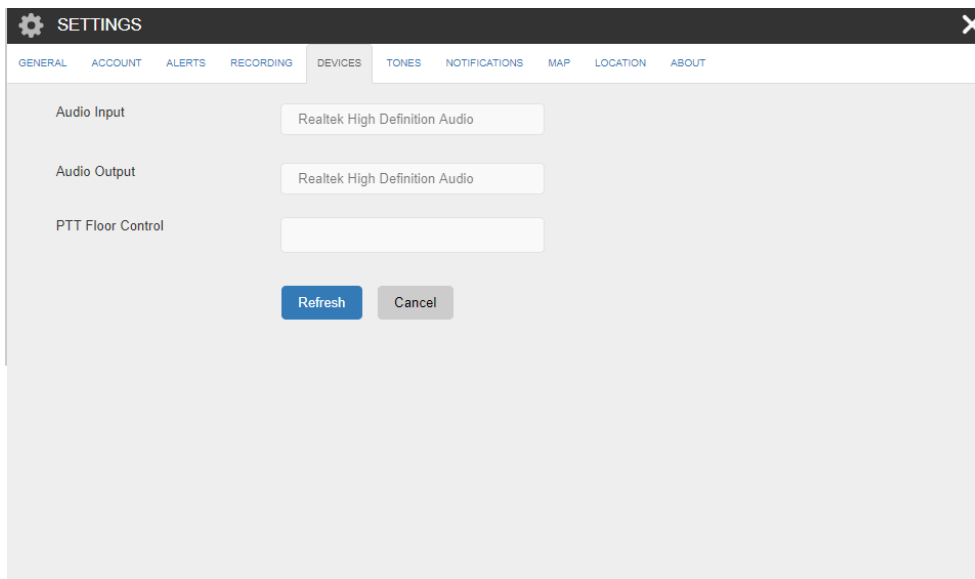 SETTINGS
GENERAL ACCOUNT ALERTS RECORDING DEVICES TONES NOTIFICATIONS MAP LOCATION ABOUT
Audio Input Realtek High Definition Audio
Audio Output Realtek High Definition Audio
PTT Floor Control
Refresh Cancel